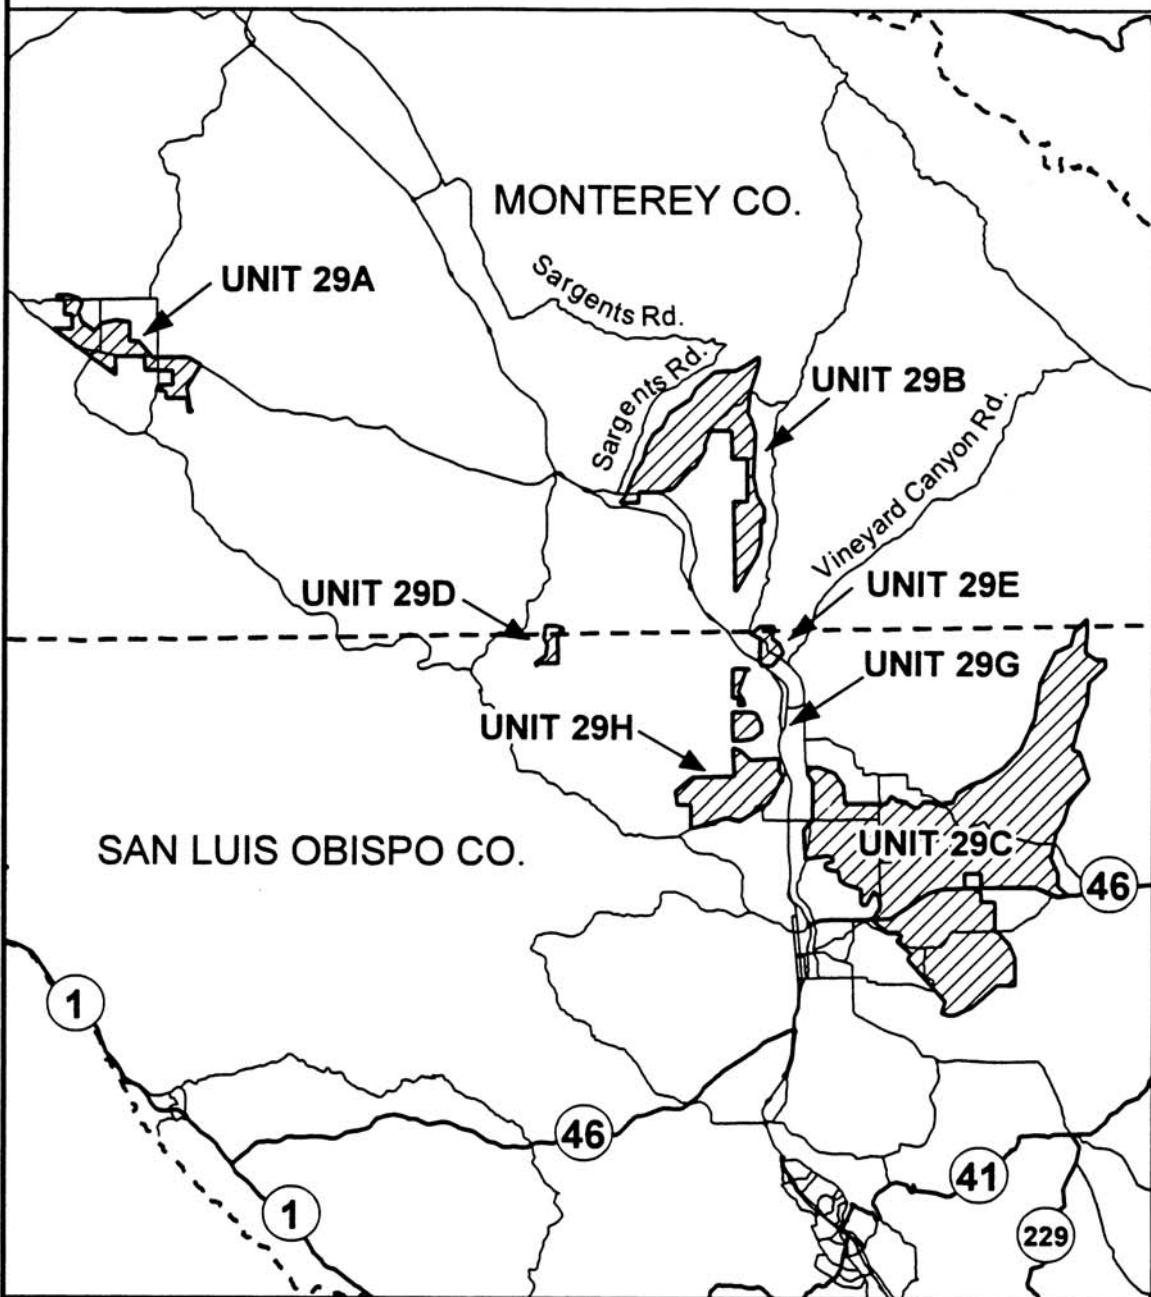 MONTEREY CO.
Sargents Rd.
UNIT 29A
Sargents Rd.
UNIT 29B
Vineyard Canyon Rd.
UNIT 29D
UNIT 29E
UNIT 29G
UNIT 29H
UNIT 29C
SAN LUIS OBISPO CO.
46
1
46
41
1
229